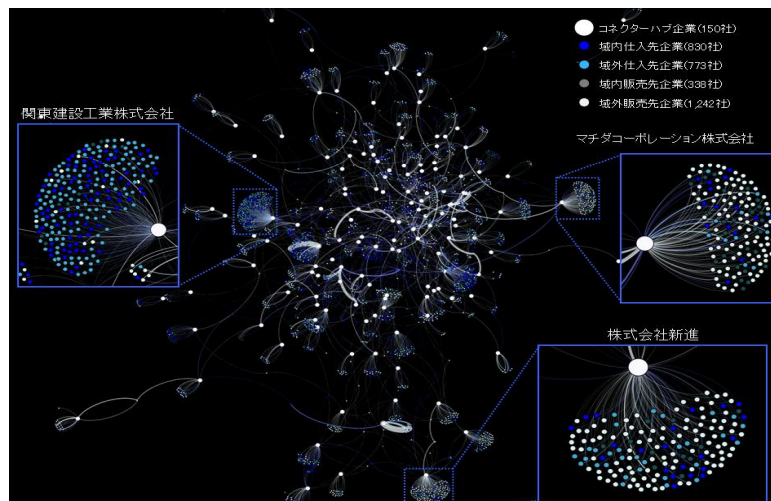 コネクターハブ企業(150社)
域内仕入先企業(830社)
域外仕入先企業(773社)
域内販売先企業(338社)
域外販売先企業(1,242社)
関東建設工業株式会社
マチダコーポレーション株式会社
株式会社新進